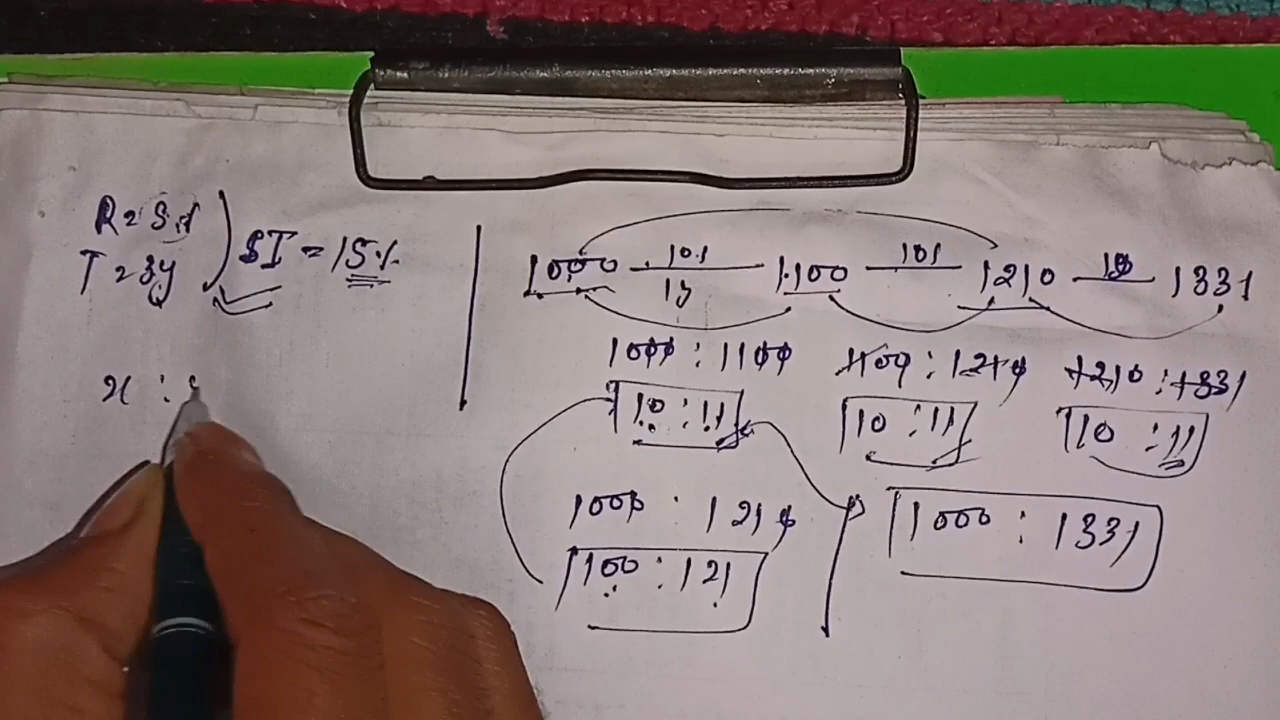 R = 5%
T = 3y
SI = 15%
x :
1000 10% 1y 1100 10% 1210 10% 1331
1000 : 1100
10 : 11
1100 : 1210
10 : 11
1210 : 1331
10 : 11
1000 : 1210
100 : 121
1000 : 1331